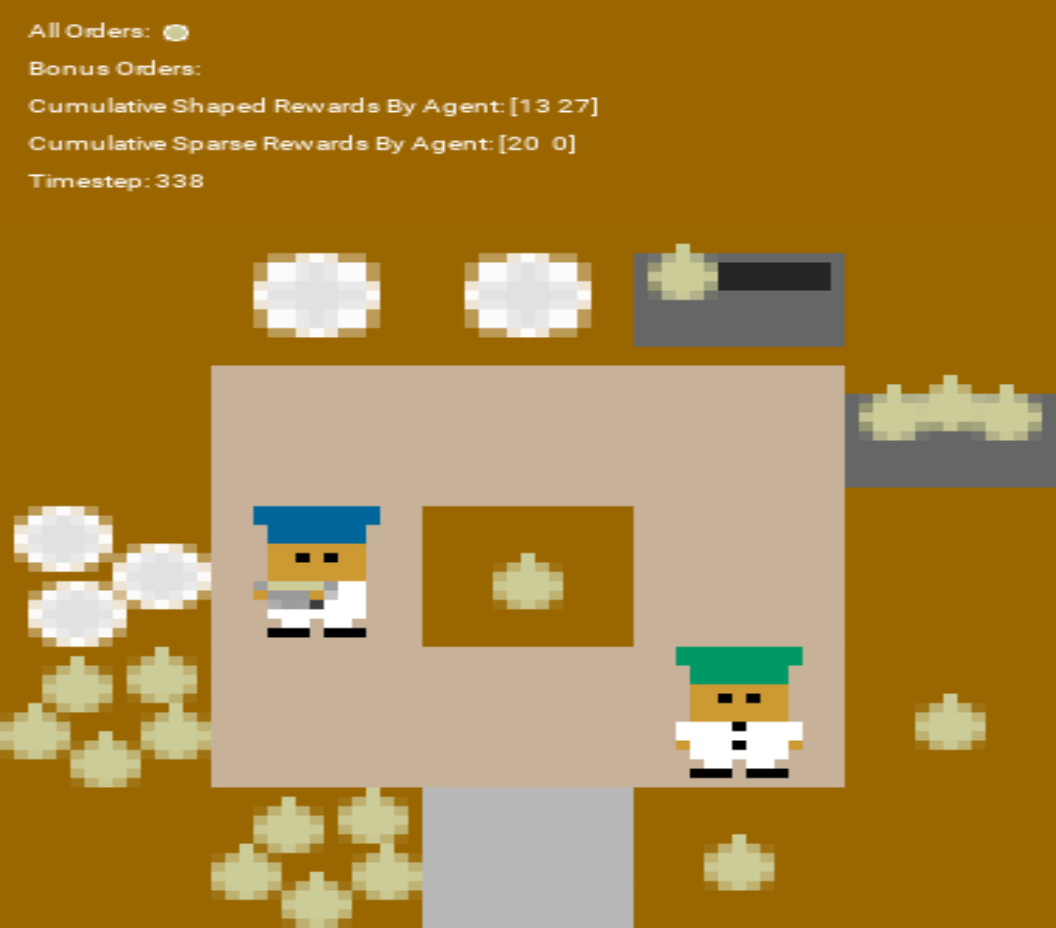 All Orders:
Bonus Orders:
Cumulative Shaped Rewards By Agent: [13 27]
Cumulative Sparse Rewards By Agent: [20  0]
Timestep: 338